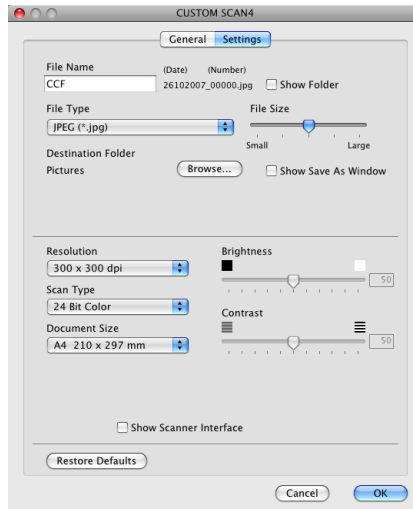 CUSTOM SCAN4
General Settings
File Name
(Date) (Number)
CCF
26102007_00000.jpg
Show Folder
File Type
File Size
JPEG (*.jpg)
Small Large
Destination Folder
Pictures
Browse...
Show Save As Window
Resolution
Brightness
300 x 300 dpi
50
Scan Type
24 Bit Color
Contrast
Document Size
50
A4 210 x 297 mm
Show Scanner Interface
Restore Defaults
Cancel OK